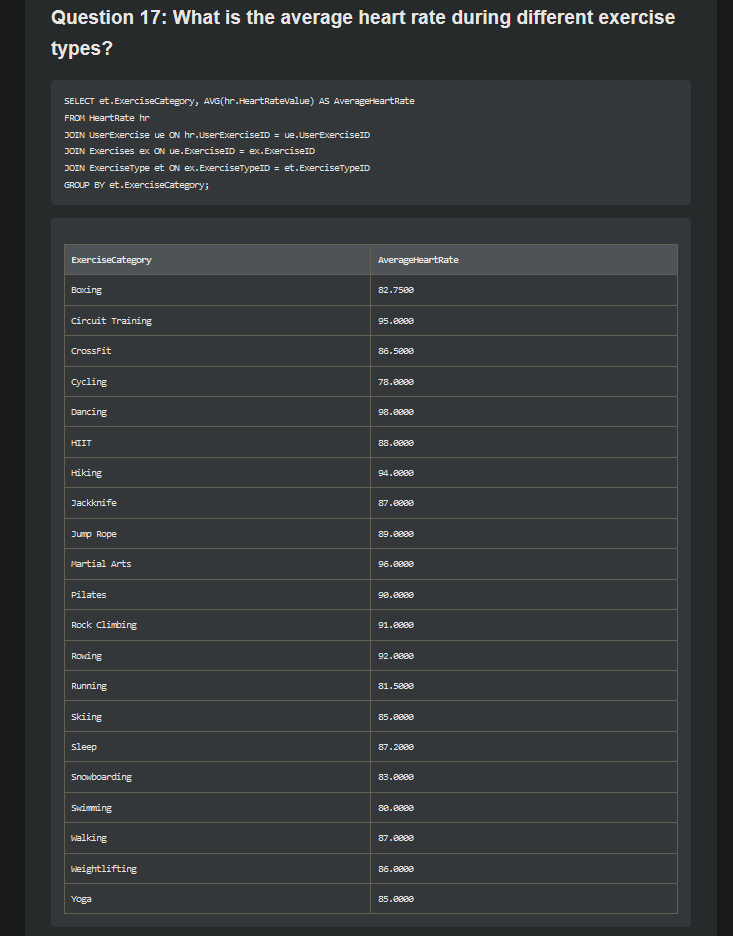 Question 17: What is the average heart rate during different exercise
types?
SELECT et.ExerciseCategory, AVG(hr.HeartRateValue) AS AverageHeartRate
FROM HeartRate hr
JOIN UserExercise ue ON hr.UserExerciseID = ue.UserExerciseID
JOIN Exercises ex ON ue.ExerciseID = ex.ExerciseID
JOIN ExerciseType et ON ex.ExerciseTypeID = et.ExerciseTypeID
GROUP BY et.ExerciseCategory;
ExerciseCategory AverageHeartRate
Boxing 82.7500
Circuit Training 95.0000
CrossFit 86.5000
Cycling 78.0000
Dancing 98.0000
HIIT 88.0000
Hiking 94.0000
Jackknife 87.0000
Jump Rope 89.0000
Martial Arts 96.0000
Pilates 90.0000
Rock Climbing 91.0000
Rowing 92.0000
Running 81.5000
Skiing 85.0000
Sleep 87.2000
Snowboarding 83.0000
Swimming 80.0000
Walking 87.0000
Weightlifting 86.0000
Yoga 85.0000